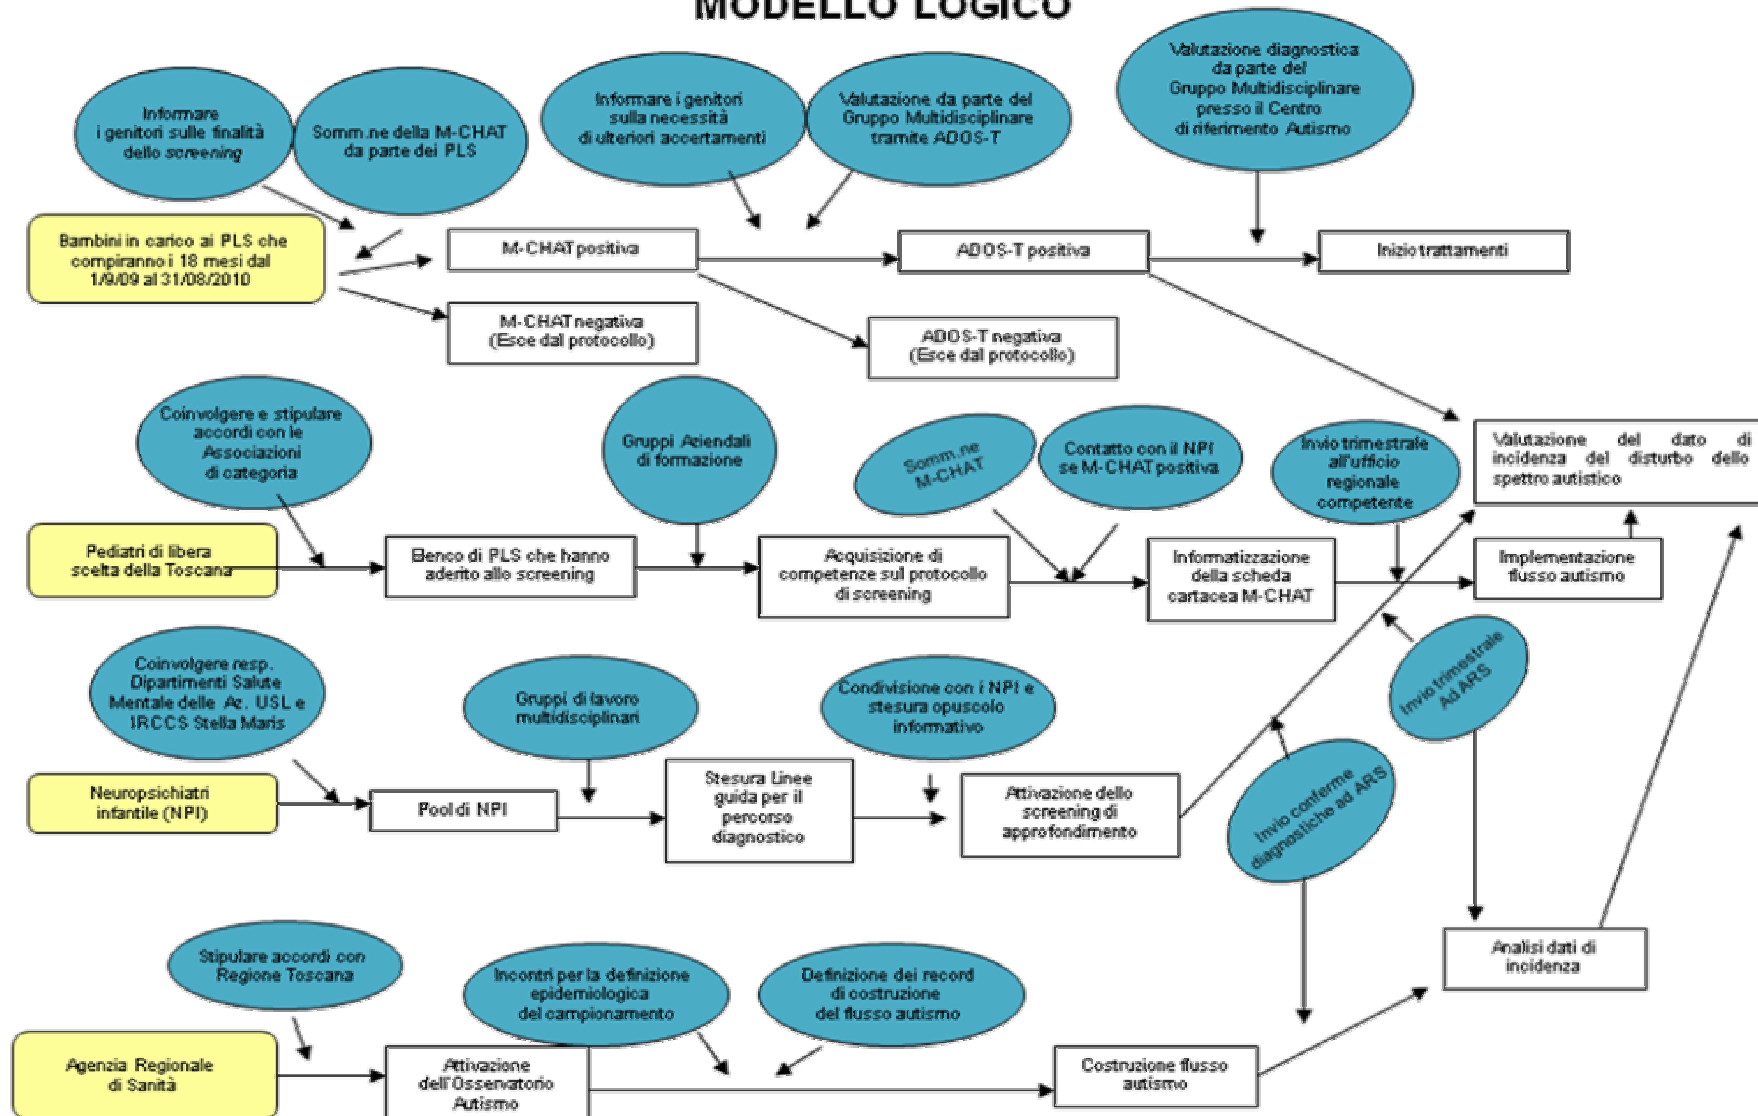 MODELLO LOGICO
Informare
i genitori sulle finalità
dello screening
Somm.ne della M-CHAT
da parte dei PLS
Informare i genitori
sulla necessità
di ulteriori accertamenti
Valutazione da parte del
Gruppo Multidisciplinare
tramite ADOS-T
Valutazione diagnostica
da parte del
Gruppo Multidisciplinare
presso il Centro
di riferimento Autismo
Bambini in carico ai PLS che
compiranno i 18 mesi dal
1/9/09 al 31/08/2010
M-CHAT positiva
ADOS-T positiva
Inizio trattamenti
M-CHAT negativa
(Esce dal protocollo)
ADOS-T negativa
(Esce dal protocollo)
Coinvolgere e stipulare
accordi con le
Associazioni
di categoria
Gruppi Aziendali
di formazione
Somm.ne
M-CHAT
Contatto con il NPI
se M-CHAT positiva
Invio trimestrale
all'ufficio
regionale
competente
Valutazione del dato di
incidenza del disturbo dello
spettro autistico
Pediatri di libera
scelta della Toscana
Elenco di PLS che hanno
aderito allo screening
Acquisizione di
competenze sul protocollo
di screening
Informatizzazione
della scheda
cartacea M-CHAT
Implementazione
flusso autismo
Coinvolgere resp.
Dipartimenti Salute
Mentale delle Az. USL e
IRCCS Stella Maris
Gruppi di lavoro
multidisciplinari
Condivisione con i NPI e
stesura opuscolo
informativo
Invio trimestrale
Ad ARS
Neuropsichiatri
infantile (NPI)
Pool di NPI
Stesura Linee
guida per il
percorso
diagnostico
Attivazione dello
screening di
approfondimento
Invio conferme
diagnostiche ad ARS
Stipulare accordi con
Regione Toscana
Incontri per la definizione
epidemiologica
del campionamento
Definizione dei record
di costruzione
del flusso autismo
Analisi dati di
incidenza
Agenzia Regionale
di Sanità
Attivazione
dell'Osservatorio
Autismo
Costruzione flusso
autismo